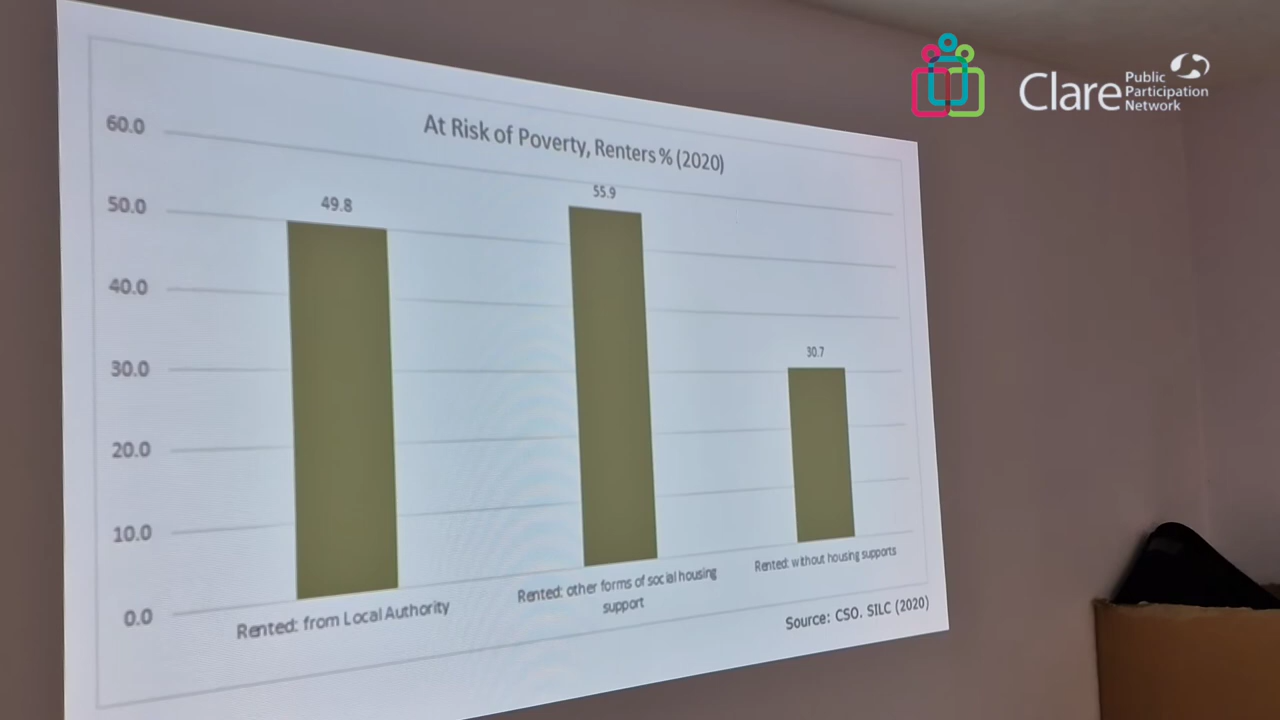 Clare Public
Participation
Network
At Risk of Poverty, Renters % (2020)
60.0
50.0
40.0
30.0
20.0
10.0
0.0
49.8
55.9
30.7
Rented: from Local Authority
Rented: other forms of social housing
support
Rented: without housing supports
Source: CSO. SILC (2020)